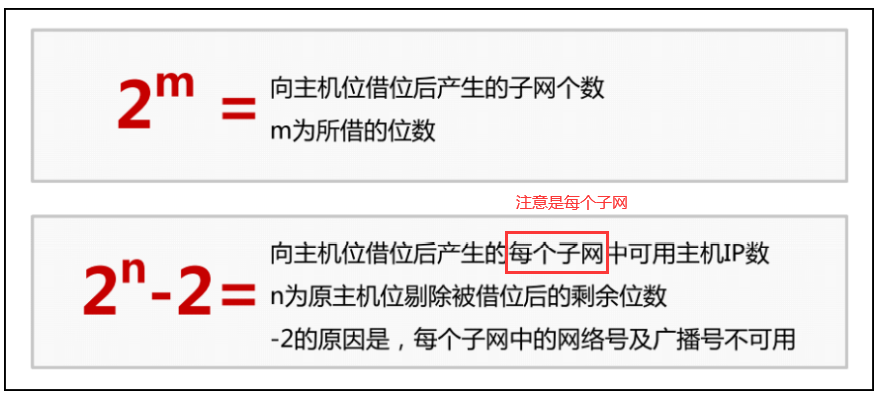 2^m = 向主机位借位后产生的子网个数
m为所借的位数
注意是每个子网
向主机位借位后产生的每个子网中可用主机IP数
2^n-2= n为原主机位剔除被借位后的剩余位数
-2的原因是，每个子网中的网络号及广播号不可用